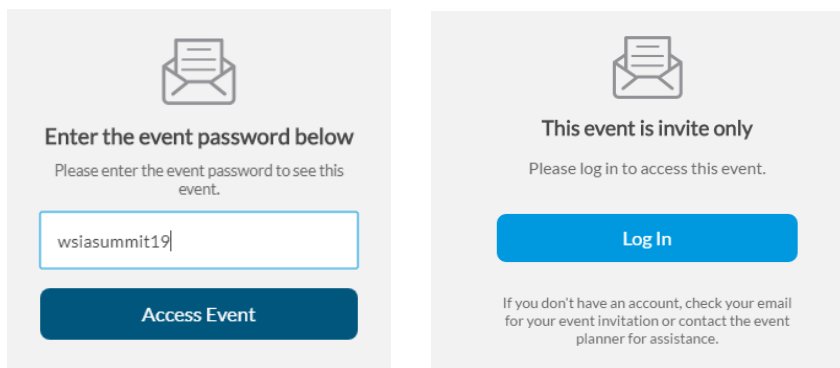 Enter the event password below
Please enter the event password to see this
event.
wsiasummit19
Access Event
This event is invite only
Please log in to access this event.
Log In
If you don't have an account, check your email
for your event invitation or contact the event
planner for assistance.